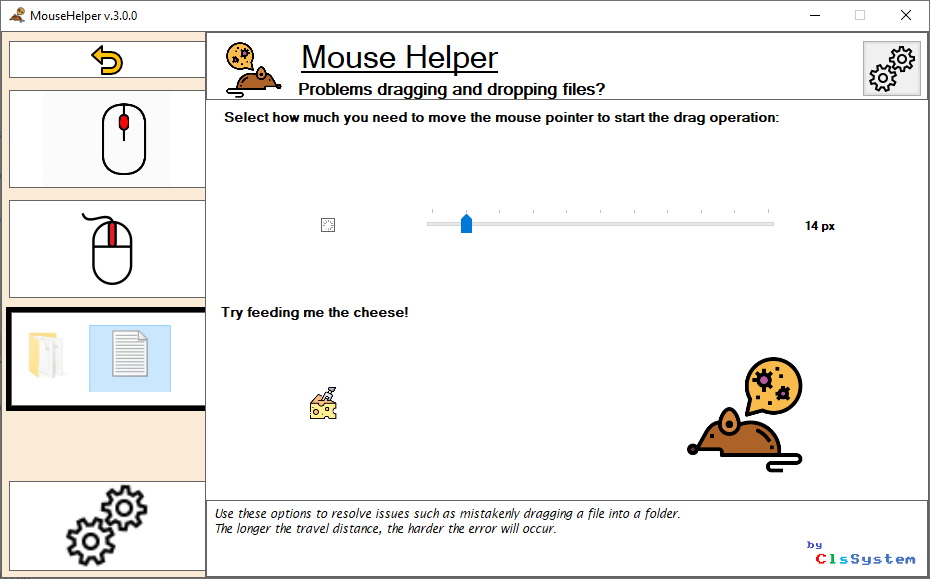 MouseHelper v.3.0.0
Mouse Helper
Problems dragging and dropping files?
Select how much you need to move the mouse pointer to start the drag operation:
14 px
Try feeding me the cheese!
Use these options to resolve issues such as mistakenly dragging a file into a folder.
The longer the travel distance, the harder the error will occur.
by
ClsSystem